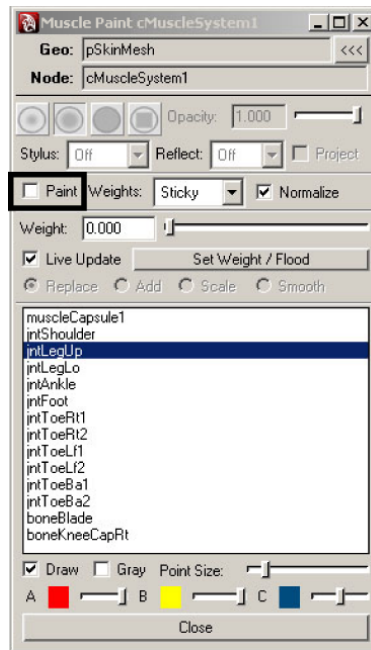 Muscle Paint cMuscleSystem1
Geo: pSkinMesh <<<
Node: cMuscleSystem1
Opacity: 1.000
Stylus: Off Reflect: Off Project
Paint Weights: Sticky Normalize
Weight: 0.000
Live Update Set Weight / Flood
Replace Add Scale Smooth
muscleCapsule1
jntShoulder
jntLegUp
jntLegLo
jntAnkle
jntFoot
jntToeRt1
jntToeRt2
jntToeLf1
jntToeLf2
jntToeBa1
jntToeBa2
boneBlade
boneKneeCapRt
Draw Gray Point Size:
A B C
Close